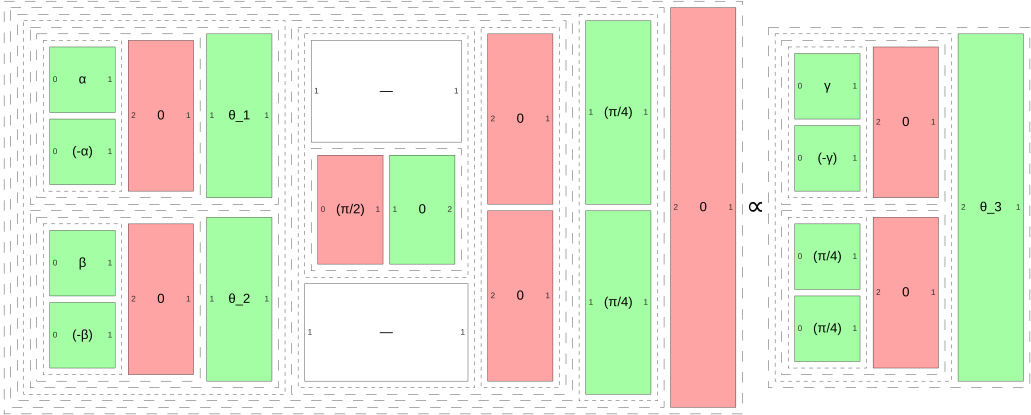 0 α 1
0 (-α) 1
2 0 1
1 θ_1 1
0 β 1
0 (-β) 1
2 0 1
1 θ_2 1
1 — 1
0 (π/2) 1
1 0 2
1 — 1
2 0 1
2 0 1
1 (π/4) 1
1 (π/4) 1
2 0 1
∝
0 γ 1
0 (-γ) 1
2 0 1
0 (π/4) 1
0 (π/4) 1
2 0 1
2 θ_3 1